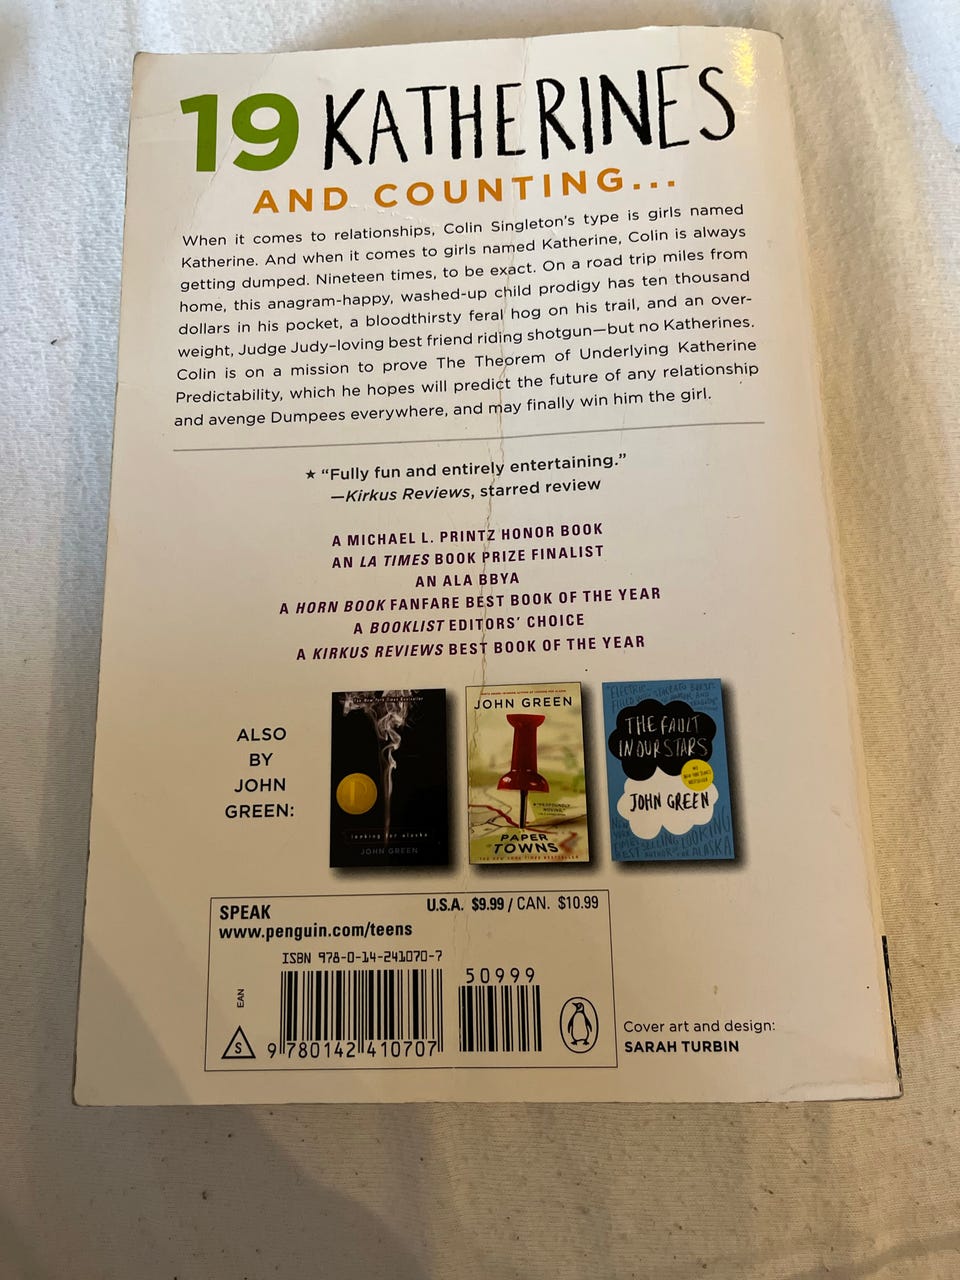 19 KATHERINES
AND COUNTING...
When it comes to relationships, Colin Singleton's type is girls named
Katherine. And when it comes to girls named Katherine, Colin is always
getting dumped. Nineteen times, to be exact. On a road trip miles from
home, this anagram-happy, washed-up child prodigy has ten thousand
dollars in his pocket, a bloodthirsty feral hog on his trail, and an over-
weight, Judge Judy–loving best friend riding shotgun—but no Katherines.
Colin is on a mission to prove The Theorem of Underlying Katherine
Predictability, which he hopes will predict the future of any relationship
and avenge Dumpees everywhere, and may finally win him the girl.
★ “Fully fun and entirely entertaining.”
—Kirkus Reviews, starred review
A MICHAEL L. PRINTZ HONOR BOOK
AN LA TIMES BOOK PRIZE FINALIST
AN ALA BBYA
A HORN BOOK FANFARE BEST BOOK OF THE YEAR
A BOOKLIST EDITORS' CHOICE
A KIRKUS REVIEWS BEST BOOK OF THE YEAR
ALSO
BY
JOHN
GREEN:
looking for alaska
JOHN GREEN
JOHN GREEN
"PROFOUNDLY
MOVING."
PAPER
TOWNS
THE FAULT
IN OUR STARS
JOHN GREEN
SPEAK
www.penguin.com/teens
U.S.A. $9.99 / CAN. $10.99
ISBN 978-0-14-241070-7
50999
EAN
S
9 780142 410707
Cover art and design:
SARAH TURBIN